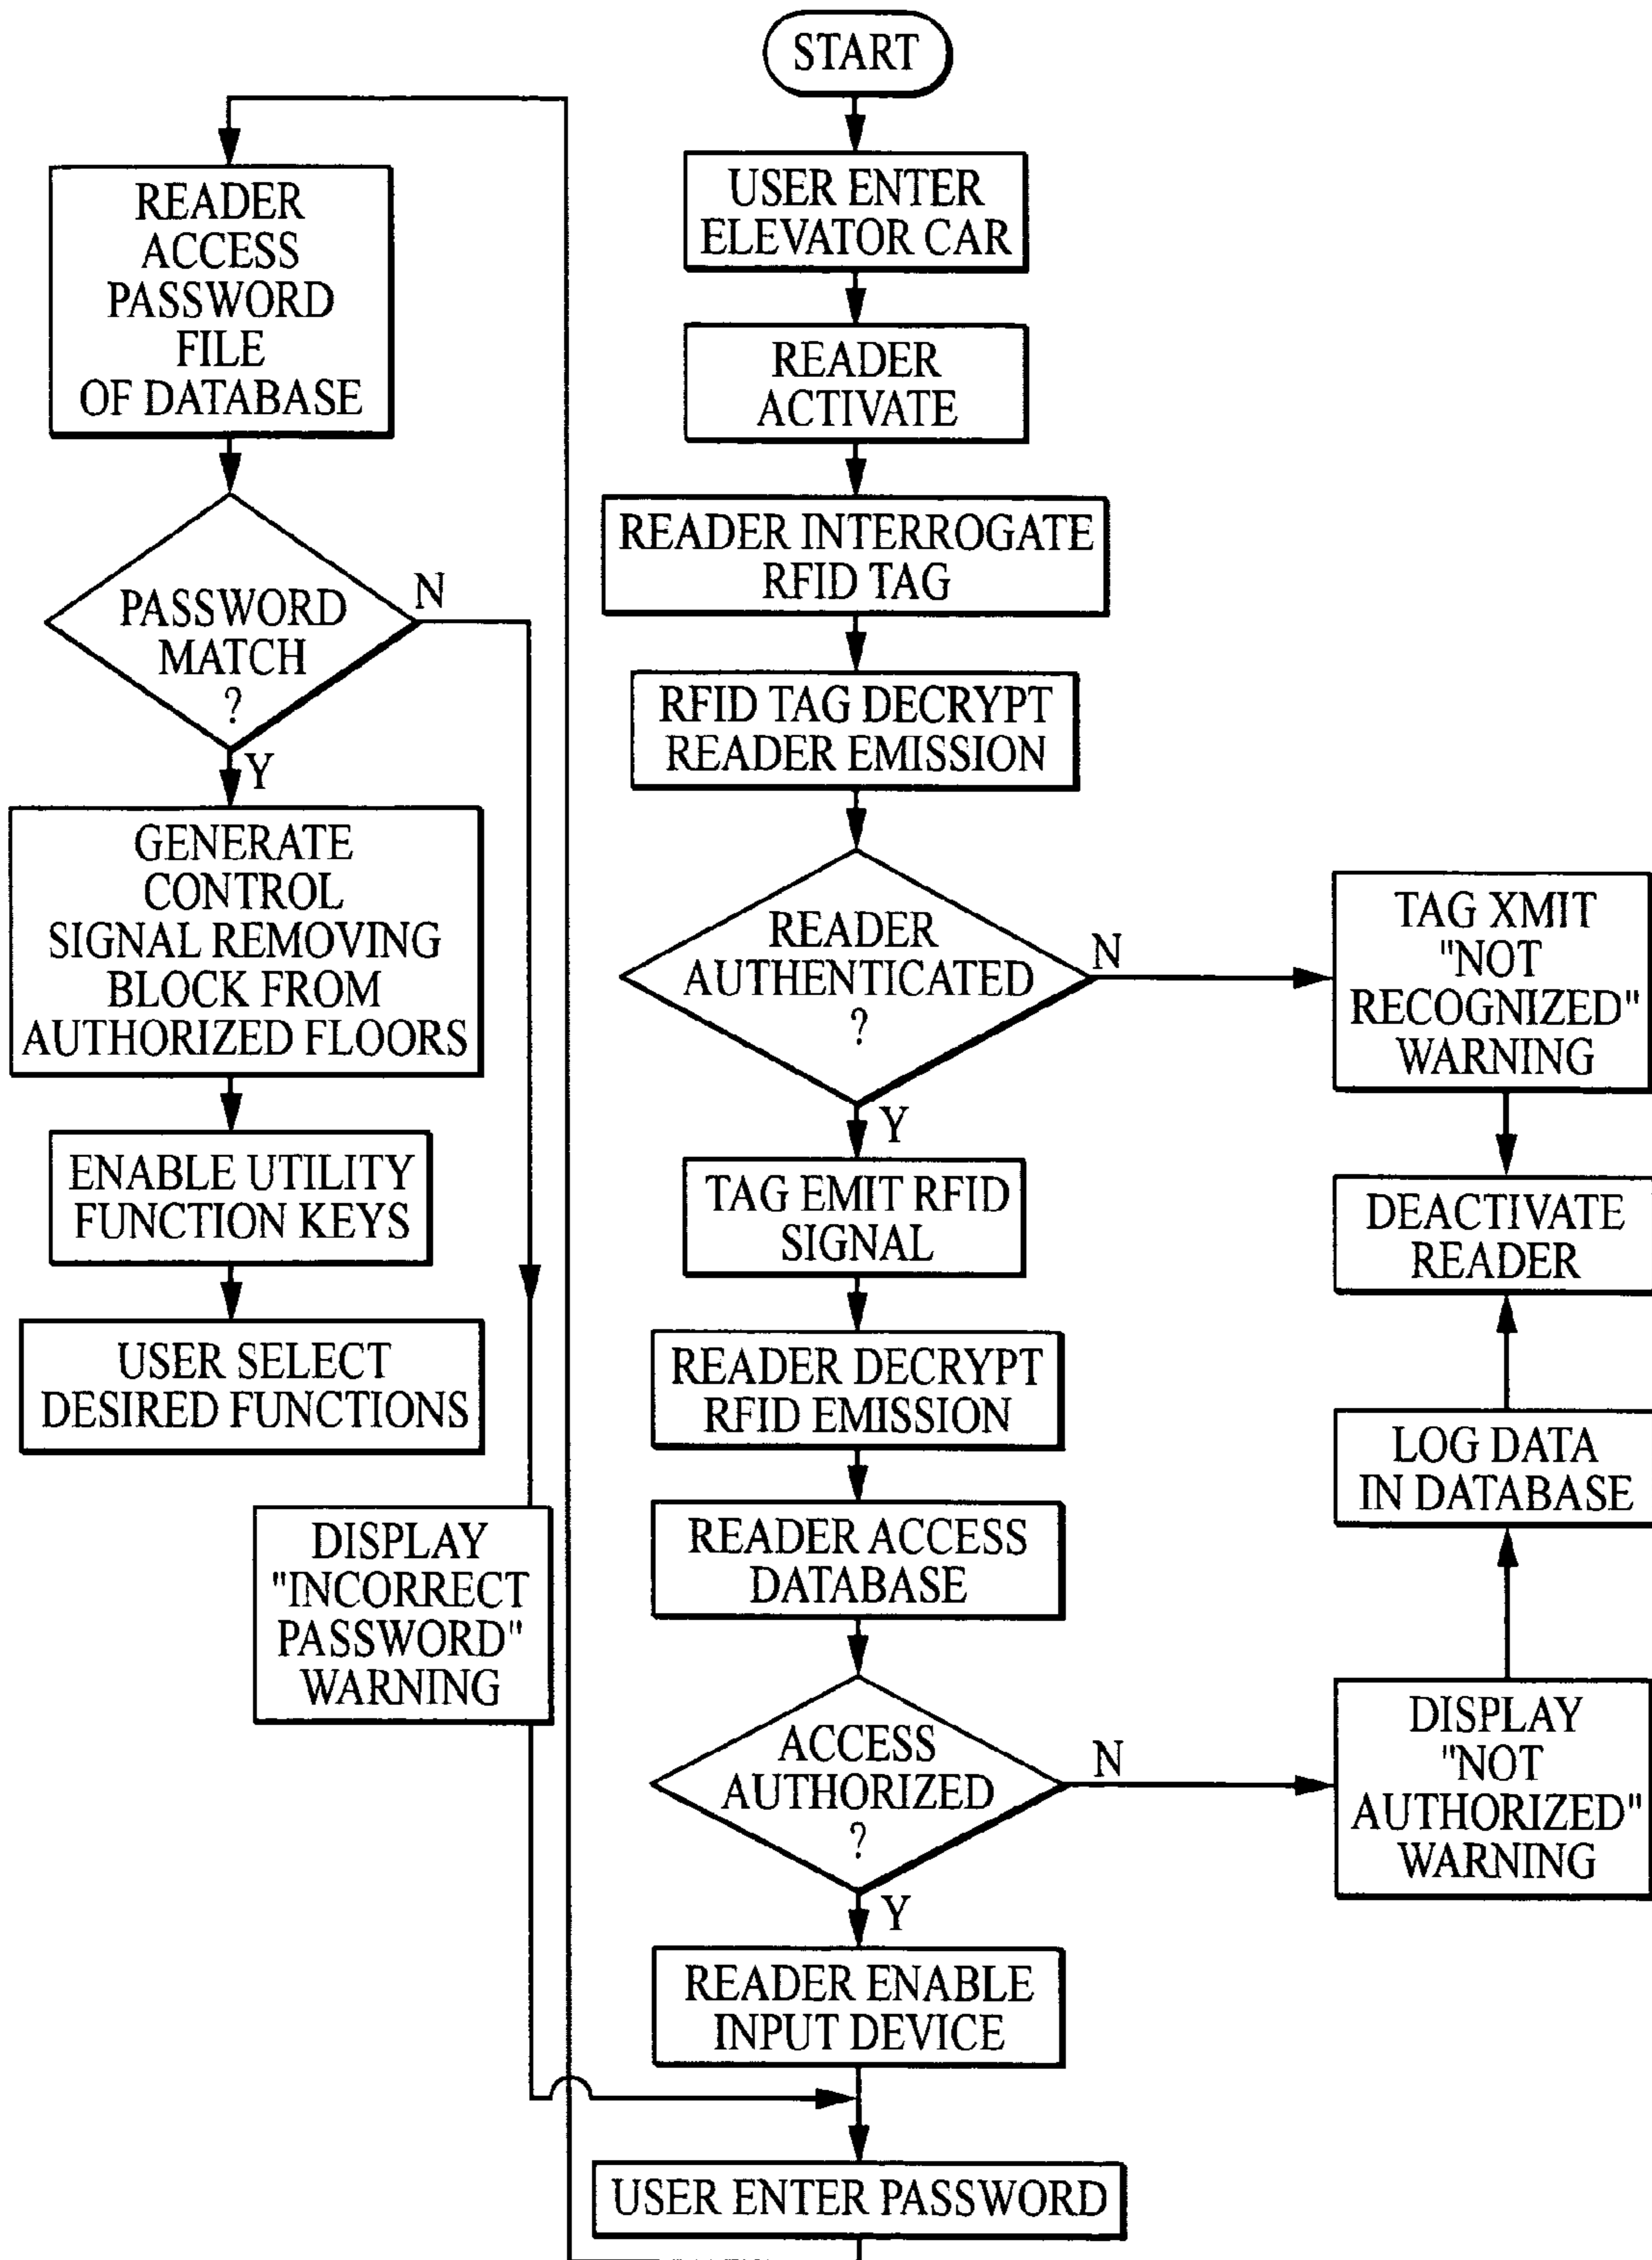 START
USER ENTER
ELEVATOR CAR
READER
ACTIVATE
READER INTERROGATE
RFID TAG
RFID TAG DECRYPT
READER EMISSION
READER
AUTHENTICATED
?
N
Y
TAG XMIT
"NOT
RECOGNIZED"
WARNING
DEACTIVATE
READER
TAG EMIT RFID
SIGNAL
READER DECRYPT
RFID EMISSION
READER ACCESS
DATABASE
ACCESS
AUTHORIZED
?
N
Y
DISPLAY
"NOT
AUTHORIZED"
WARNING
LOG DATA
IN DATABASE
READER ENABLE
INPUT DEVICE
USER ENTER PASSWORD
READER
ACCESS
PASSWORD
FILE
OF DATABASE
PASSWORD
MATCH
?
N
Y
GENERATE
CONTROL
SIGNAL REMOVING
BLOCK FROM
AUTHORIZED FLOORS
ENABLE UTILITY
FUNCTION KEYS
USER SELECT
DESIRED FUNCTIONS
DISPLAY
"INCORRECT
PASSWORD"
WARNING